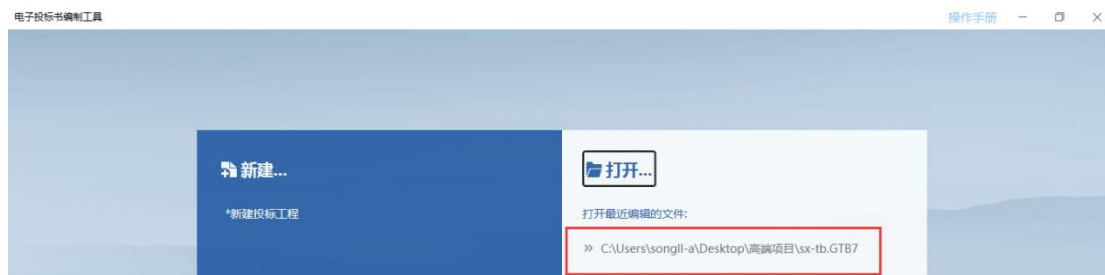 电子投标书编制工具
操作手册
新建...
打开...
*新建投标工程
打开最近编辑的文件:
» C:\Users\songll-a\Desktop\高端项目\sx-tb.GTB7